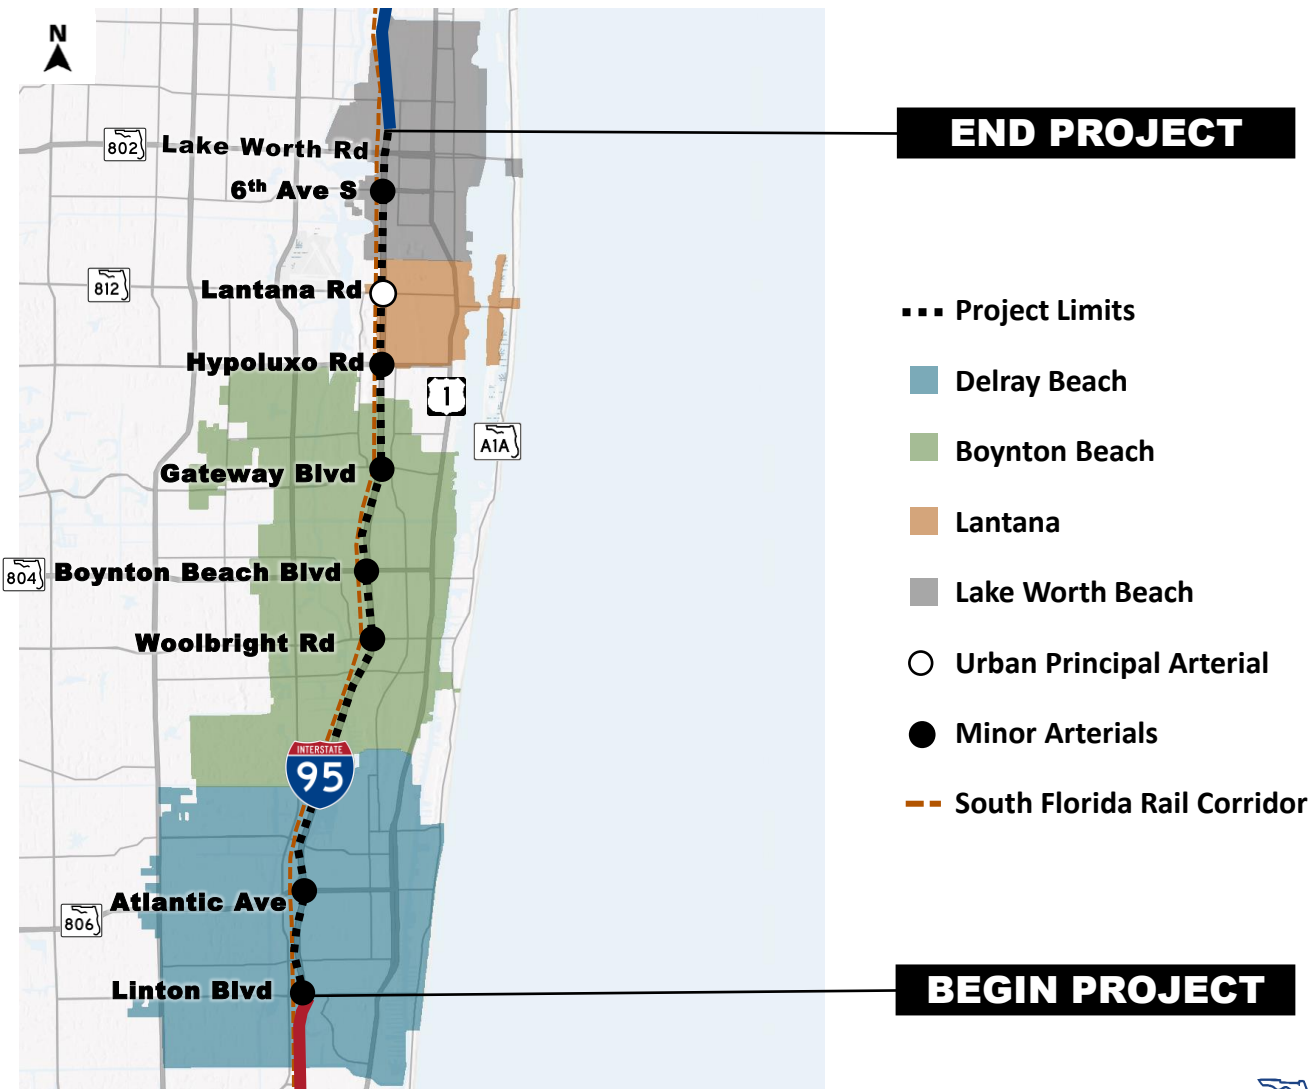 N
END PROJECT
802
Lake Worth Rd
6th Ave S
812
Lantana Rd
Hypoluxo Rd
1
A1A
Gateway Blvd
804
Boynton Beach Blvd
Woolbright Rd
INTERSTATE
95
Atlantic Ave
806
Linton Blvd
Project Limits
Delray Beach
Boynton Beach
Lantana
Lake Worth Beach
Urban Principal Arterial
Minor Arterials
South Florida Rail Corridor
BEGIN PROJECT